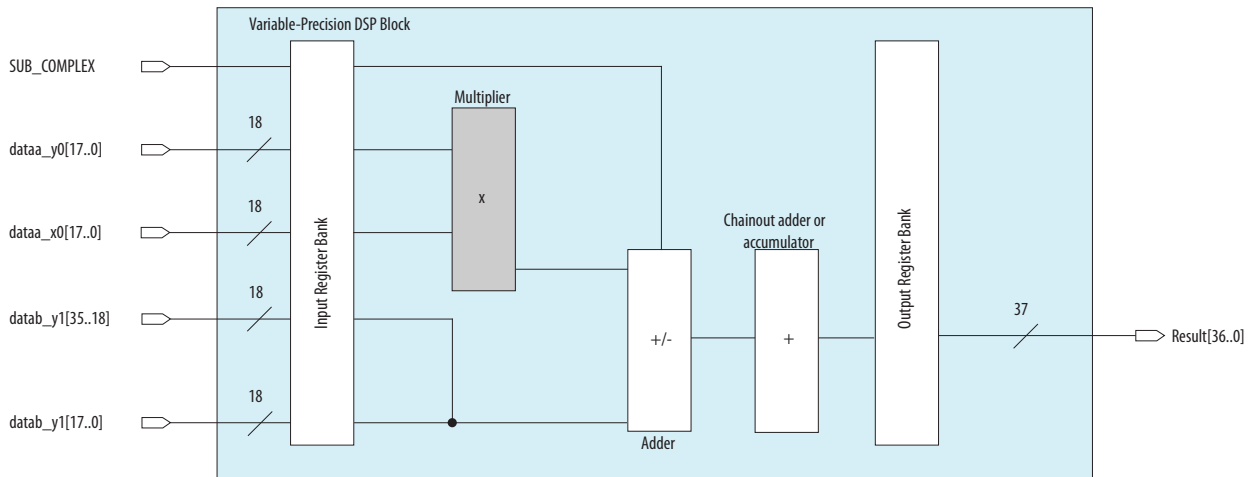 Variable-Precision DSP Block
SUB_COMPLEX
Multiplier
18
dataa_y0[17..0]
x
18
dataa_x0[17..0]
Input Register Bank
Chainout adder or
accumulator
Output Register Bank
18
datab_y1[35..18]
37
+/-
+
Result[36..0]
18
datab_y1[17..0]
Adder